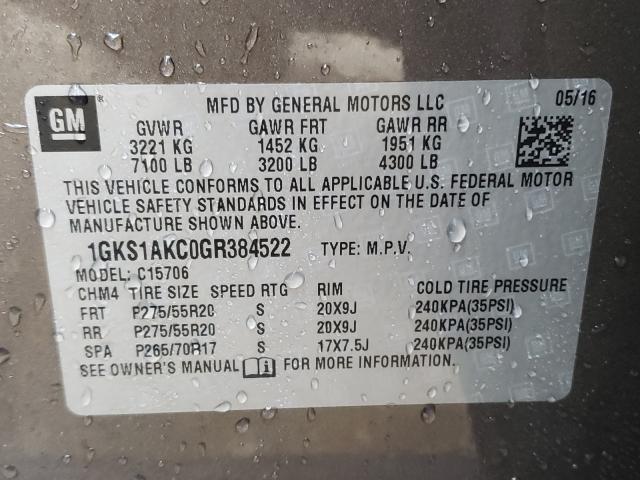 GM ® MFD BY GENERAL MOTORS LLC 05/16
GVWR GAWR FRT GAWR RR
3221 KG 1452 KG 1951 KG
7100 LB 3200 LB 4300 LB
THIS VEHICLE CONFORMS TO ALL APPLICABLE U.S. FEDERAL MOTOR
VEHICLE SAFETY STANDARDS IN EFFECT ON THE DATE OF
MANUFACTURE SHOWN ABOVE.
1GKS1AKC0GR384522 TYPE: M.P.V.
MODEL: C15706
CHM4 TIRE SIZE SPEED RTG RIM COLD TIRE PRESSURE
FRT P275/55R20 S 20X9J 240KPA(35PSI)
RR P275/55R20 S 20X9J 240KPA(35PSI)
SPA P265/70R17 S 17X7.5J 240KPA(35PSI)
SEE OWNER'S MANUAL FOR MORE INFORMATION.